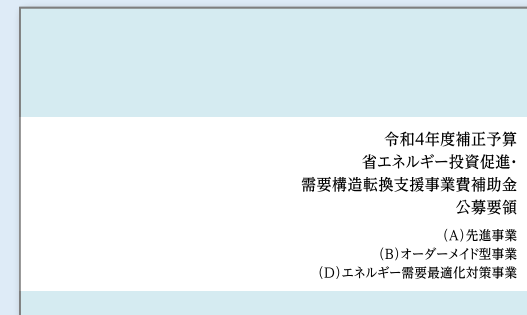 令和4年度補正予算
省エネルギー投資促進・
需要構造転換支援事業費補助金
公募要領
（A）先進事業
（B）オーダーメイド型事業
（D）エネルギー需要最適化対策事業